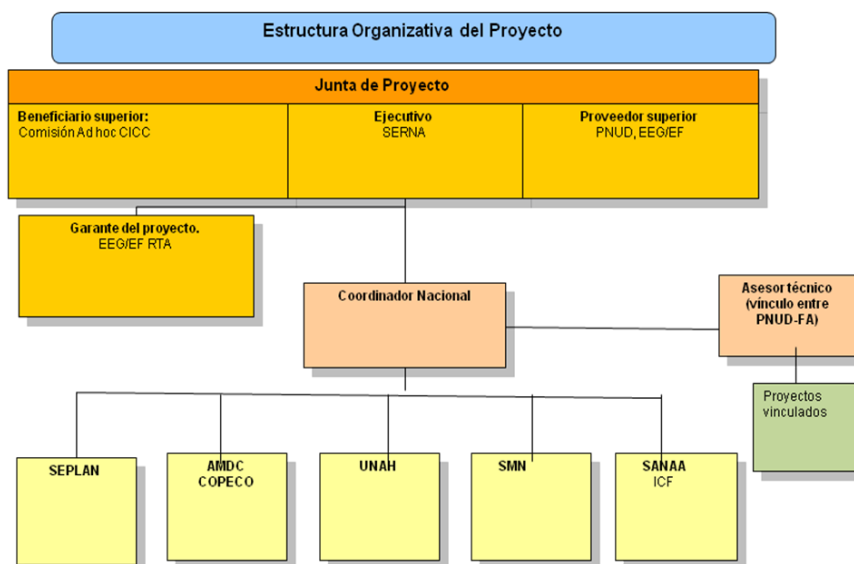 Estructura Organizativa del Proyecto
Junta de Proyecto
Beneficiario superior:
Comisión Ad hoc CICC
Ejecutivo
SERNA
Proveedor superior
PNUD, EEG/EF
Garante del proyecto.
EEG/EF RTA
Coordinador Nacional
Asesor técnico
(vínculo entre
PNUD-FA)
Proyectos
vinculados
SEPLAN
AMDC
COPECO
UNAH
SMN
SANAA
ICF